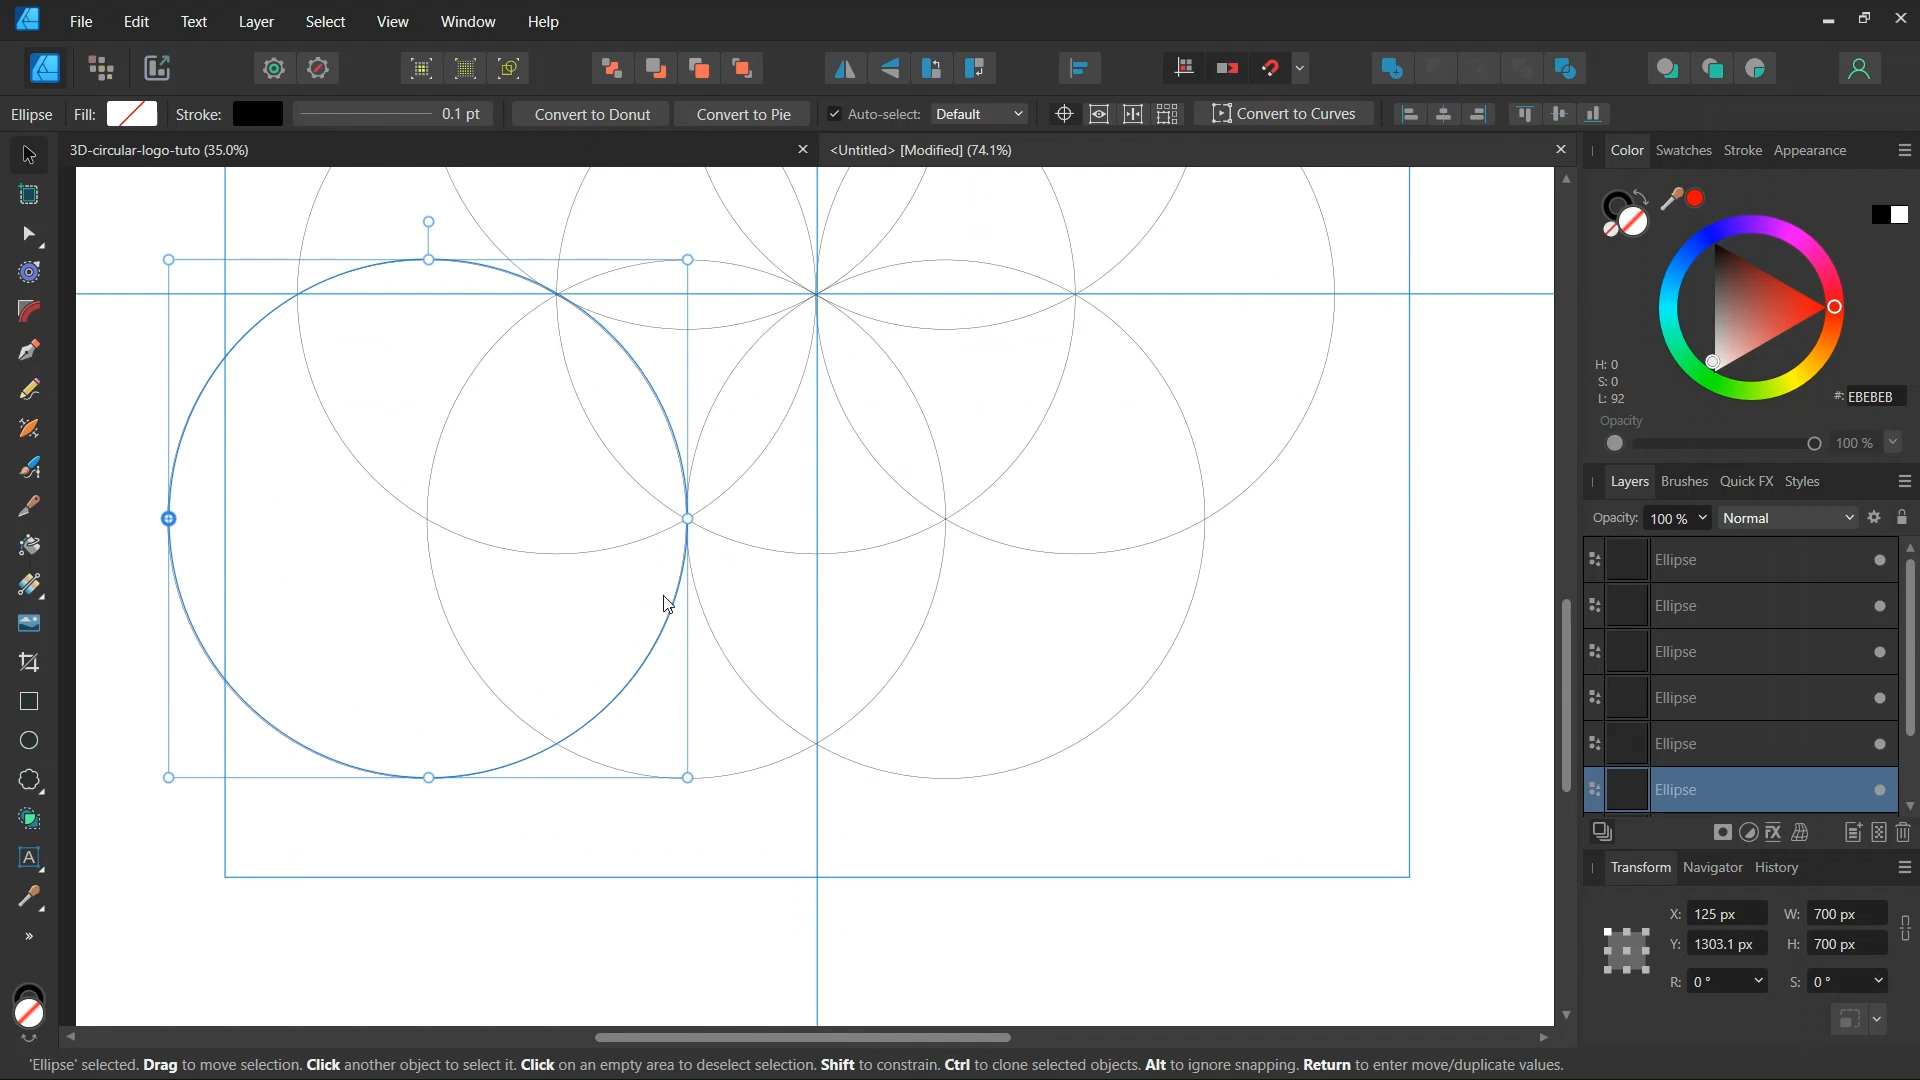 File Edit Text Layer Select View Window Help
Ellipse Fill: Stroke: 0.1 pt Convert to Donut Convert to Pie Auto-select: Default Convert to Curves
3D-circular-logo-tuto (35.0%) <Untitled> [Modified] (74.1%)
Color Swatches Stroke Appearance
H: 0
S: 0
L: 92
#: EBEBEB
Opacity
100 %
Layers Brushes Quick FX Styles
Opacity: 100 % Normal
Ellipse
Ellipse
Ellipse
Ellipse
Ellipse
Ellipse
Transform Navigator History
X: 125 px W: 700 px
Y: 1303.1 px H: 700 px
R: 0 ° S: 0 °
'Ellipse' selected. Drag to move selection. Click another object to select it. Click on an empty area to deselect selection. Shift to constrain. Ctrl to clone selected objects. Alt to ignore snapping. Return to enter move/duplicate values.